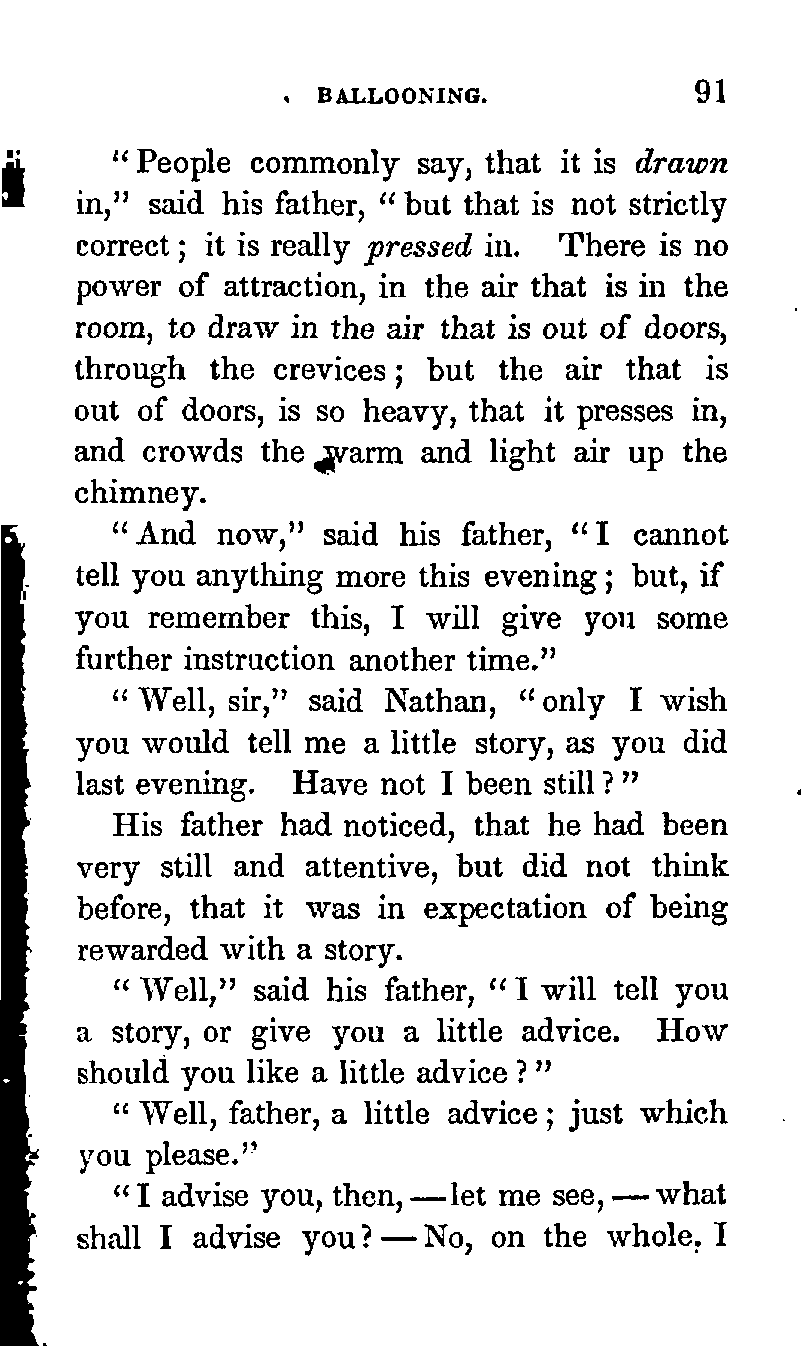 BALLOONING. 91
“People commonly say, that it is drawn
in,” said his father, “but that is not strictly
correct; it is really pressed in. There is no
power of attraction, in the air that is in the
room, to draw in the air that is out of doors,
through the crevices; but the air that is
out of doors, is so heavy, that it presses in,
and crowds the warm and light air up the
chimney.
“And now,” said his father, “I cannot
tell you anything more this evening; but, if
you remember this, I will give you some
further instruction another time.”
“Well, sir,” said Nathan, “only I wish
you would tell me a little story, as you did
last evening. Have not I been still?”
His father had noticed, that he had been
very still and attentive, but did not think
before, that it was in expectation of being
rewarded with a story.
“Well,” said his father, “I will tell you
a story, or give you a little advice. How
should you like a little advice?”
“Well, father, a little advice; just which
you please.”
“I advise you, then,—let me see,—what
shall I advise you?—No, on the whole, I